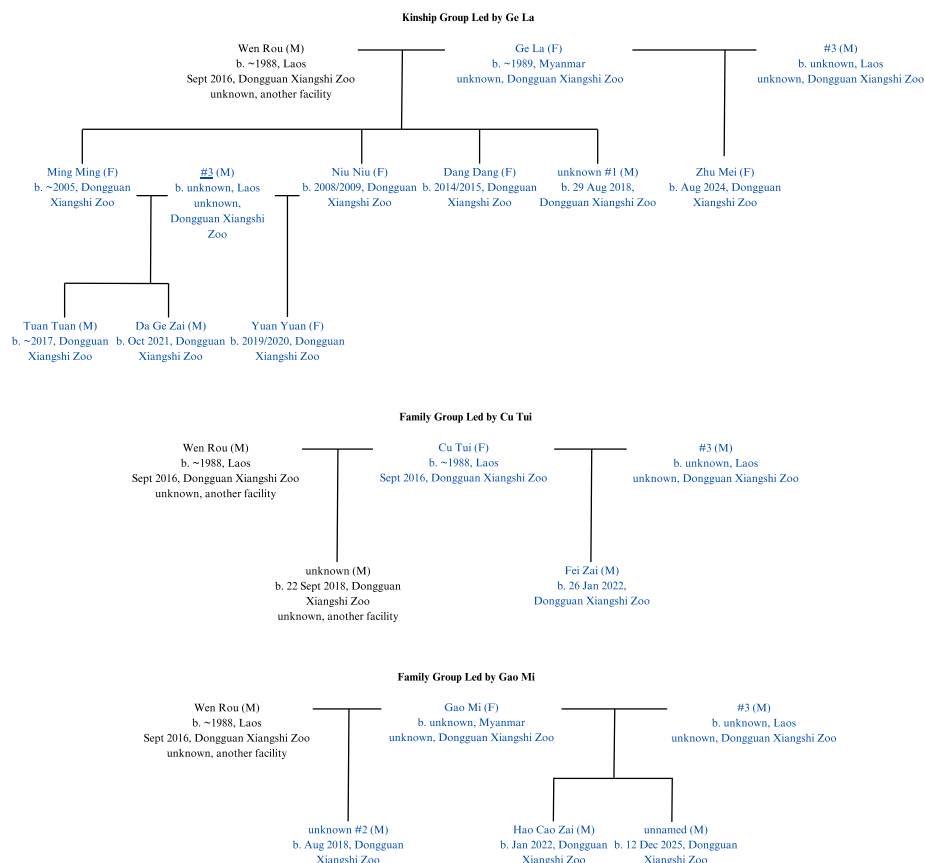 Kinship Group Led by Ge La
Wen Rou (M)
b. ~1988, Laos
Sept 2016, Dongguan Xiangshi Zoo
unknown, another facility
Ge La (F)
b. ~1989, Myanmar
unknown, Dongguan Xiangshi Zoo
#3 (M)
b. unknown, Laos
unknown, Dongguan Xiangshi Zoo
Ming Ming (F)
b. ~2005, Dongguan
Xiangshi Zoo
#3 (M)
b. unknown, Laos
unknown,
Dongguan Xiangshi
Zoo
Niu Niu (F)
b. 2008/2009, Dongguan
Xiangshi Zoo
Dang Dang (F)
b. 2014/2015, Dongguan
Xiangshi Zoo
unknown #1 (M)
b. 29 Aug 2018,
Dongguan Xiangshi Zoo
Zhu Mei (F)
b. Aug 2024, Dongguan
Xiangshi Zoo
Tuan Tuan (M)
b. ~2017, Dongguan
Xiangshi Zoo
Da Ge Zai (M)
b. Oct 2021, Dongguan
Xiangshi Zoo
Yuan Yuan (F)
b. 2019/2020, Dongguan
Xiangshi Zoo
Family Group Led by Cu Tui
Wen Rou (M)
b. ~1988, Laos
Sept 2016, Dongguan Xiangshi Zoo
unknown, another facility
Cu Tui (F)
b. ~1988, Laos
Sept 2016, Dongguan Xiangshi Zoo
#3 (M)
b. unknown, Laos
unknown, Dongguan Xiangshi Zoo
unknown (M)
b. 22 Sept 2018, Dongguan
Xiangshi Zoo
unknown, another facility
Fei Zai (M)
b. 26 Jan 2022,
Dongguan Xiangshi Zoo
Family Group Led by Gao Mi
Wen Rou (M)
b. ~1988, Laos
Sept 2016, Dongguan Xiangshi Zoo
unknown, another facility
Gao Mi (F)
b. unknown, Myanmar
unknown, Dongguan Xiangshi Zoo
#3 (M)
b. unknown, Laos
unknown, Dongguan Xiangshi Zoo
unknown #2 (M)
b. Aug 2018, Dongguan
Xiangshi Zoo
Hao Cao Zai (M)
b. Jan 2022, Dongguan
Xiangshi Zoo
unnamed (M)
b. 12 Dec 2025, Dongguan
Xiangshi Zoo